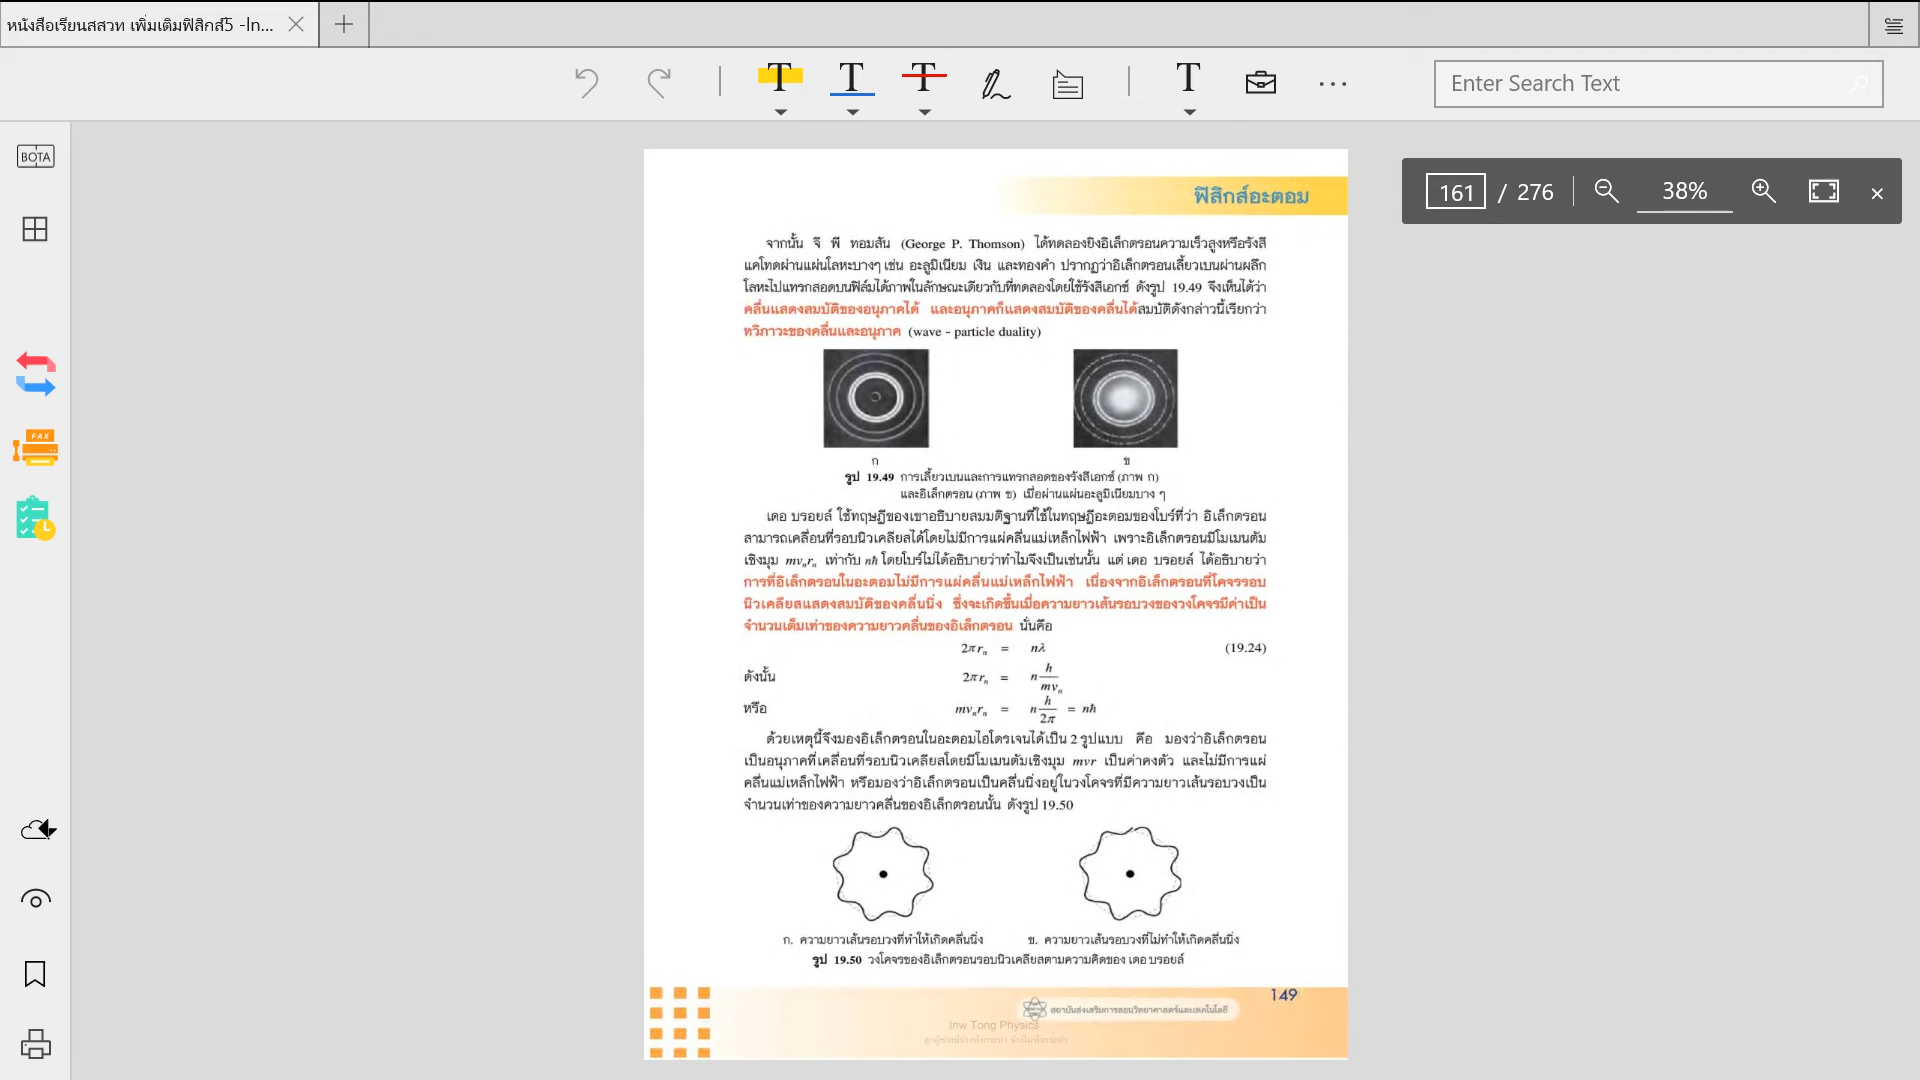 หนังสือเรียนสสวท เพิ่มเติมฟิสิกส์5 -In...
Enter Search Text
BOTA
161 / 276
38%
FAX
ฟิสิกส์อะตอม
จากนั้น จี พี ทอมสัน (George P. Thomson) ได้ทดลองยิงอิเล็กตรอนความเร็วสูงหรือรังสี
แคโทดผ่านแผ่นโลหะบางๆ เช่น อะลูมิเนียม เงิน และทองคำ ปรากฏว่าอิเล็กตรอนเลี้ยวเบนผ่านผลึก
โลหะไปแทรกสอดบนฟิล์มได้ภาพในลักษณะเดียวกับที่ทดลองโดยใช้รังสีเอกซ์ ดังรูป 19.49 จึงเห็นได้ว่า
คลื่นแสดงสมบัติของอนุภาคได้ และอนุภาคก็แสดงสมบัติของคลื่นได้สมบัติดังกล่าวนี้เรียกว่า
ทวิภาวะของคลื่นและอนุภาค (wave - particle duality)
ก
ข
รูป 19.49 การเลี้ยวเบนและการแทรกสอดของรังสีเอกซ์ (ภาพ ก)
และอิเล็กตรอน (ภาพ ข) เมื่อผ่านแผ่นอะลูมิเนียมบาง ๆ
เดอ บรอยล์ ใช้ทฤษฎีของเขาอธิบายสมมติฐานที่ใช้ในทฤษฎีอะตอมของโบร์ที่ว่า อิเล็กตรอน
สามารถเคลื่อนที่รอบนิวเคลียสได้โดยไม่มีการแผ่คลื่นแม่เหล็กไฟฟ้า เพราะอิเล็กตรอนมีโมเมนตัม
เชิงมุม mvₙrₙ เท่ากับ nħ โดยโบร์ไม่ได้อธิบายว่าทำไมจึงเป็นเช่นนั้น แต่ เดอ บรอยล์ ได้อธิบายว่า
การที่อิเล็กตรอนในอะตอมไม่มีการแผ่คลื่นแม่เหล็กไฟฟ้า เนื่องจากอิเล็กตรอนที่โคจรรอบ
นิวเคลียสแสดงสมบัติของคลื่นนิ่ง ซึ่งจะเกิดขึ้นเมื่อความยาวเส้นรอบวงของวงโคจรมีค่าเป็น
จำนวนเต็มเท่าของความยาวคลื่นของอิเล็กตรอน นั่นคือ
2πrₙ = nλ (19.24)
ดังนั้น 2πrₙ = n h/mvₙ
หรือ mvₙrₙ = n h/2π = nħ
ด้วยเหตุนี้จึงมองอิเล็กตรอนในอะตอมไฮโดรเจนได้เป็น 2 รูปแบบ คือ มองว่าอิเล็กตรอน
เป็นอนุภาคที่เคลื่อนที่รอบนิวเคลียสโดยมีโมเมนตัมเชิงมุม mvr เป็นค่าคงตัว และไม่มีการแผ่
คลื่นแม่เหล็กไฟฟ้า หรือมองว่าอิเล็กตรอนเป็นคลื่นนิ่งอยู่ในวงโคจรที่มีความยาวเส้นรอบวงเป็น
จำนวนเท่าของความยาวคลื่นของอิเล็กตรอนนั้น ดังรูป 19.50
ก. ความยาวเส้นรอบวงที่ทำให้เกิดคลื่นนิ่ง
ข. ความยาวเส้นรอบวงที่ไม่ทำให้เกิดคลื่นนิ่ง
รูป 19.50 วงโคจรของอิเล็กตรอนรอบนิวเคลียสตามความคิดของ เดอ บรอยล์
149
สถาบันส่งเสริมการสอนวิทยาศาสตร์และเทคโนโลยี
Inw Tong Physics